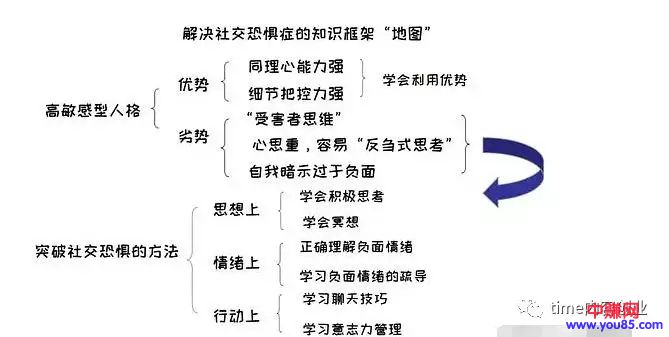 解决社交恐惧症的知识框架“地图”
同理心能力强
优势
学会利用优势
细节把控力强
高敏感型人格
“受害者思维”
劣势
心思重，容易“反刍式思考”
自我暗示过于负面
学会积极思考
思想上
学会冥想
突破社交恐惧的方法
正确理解负面情绪
情绪上
学习负面情绪的疏导
学习聊天技巧
行动上
学习意志力管理
time
业
中赚网
www.you85.com